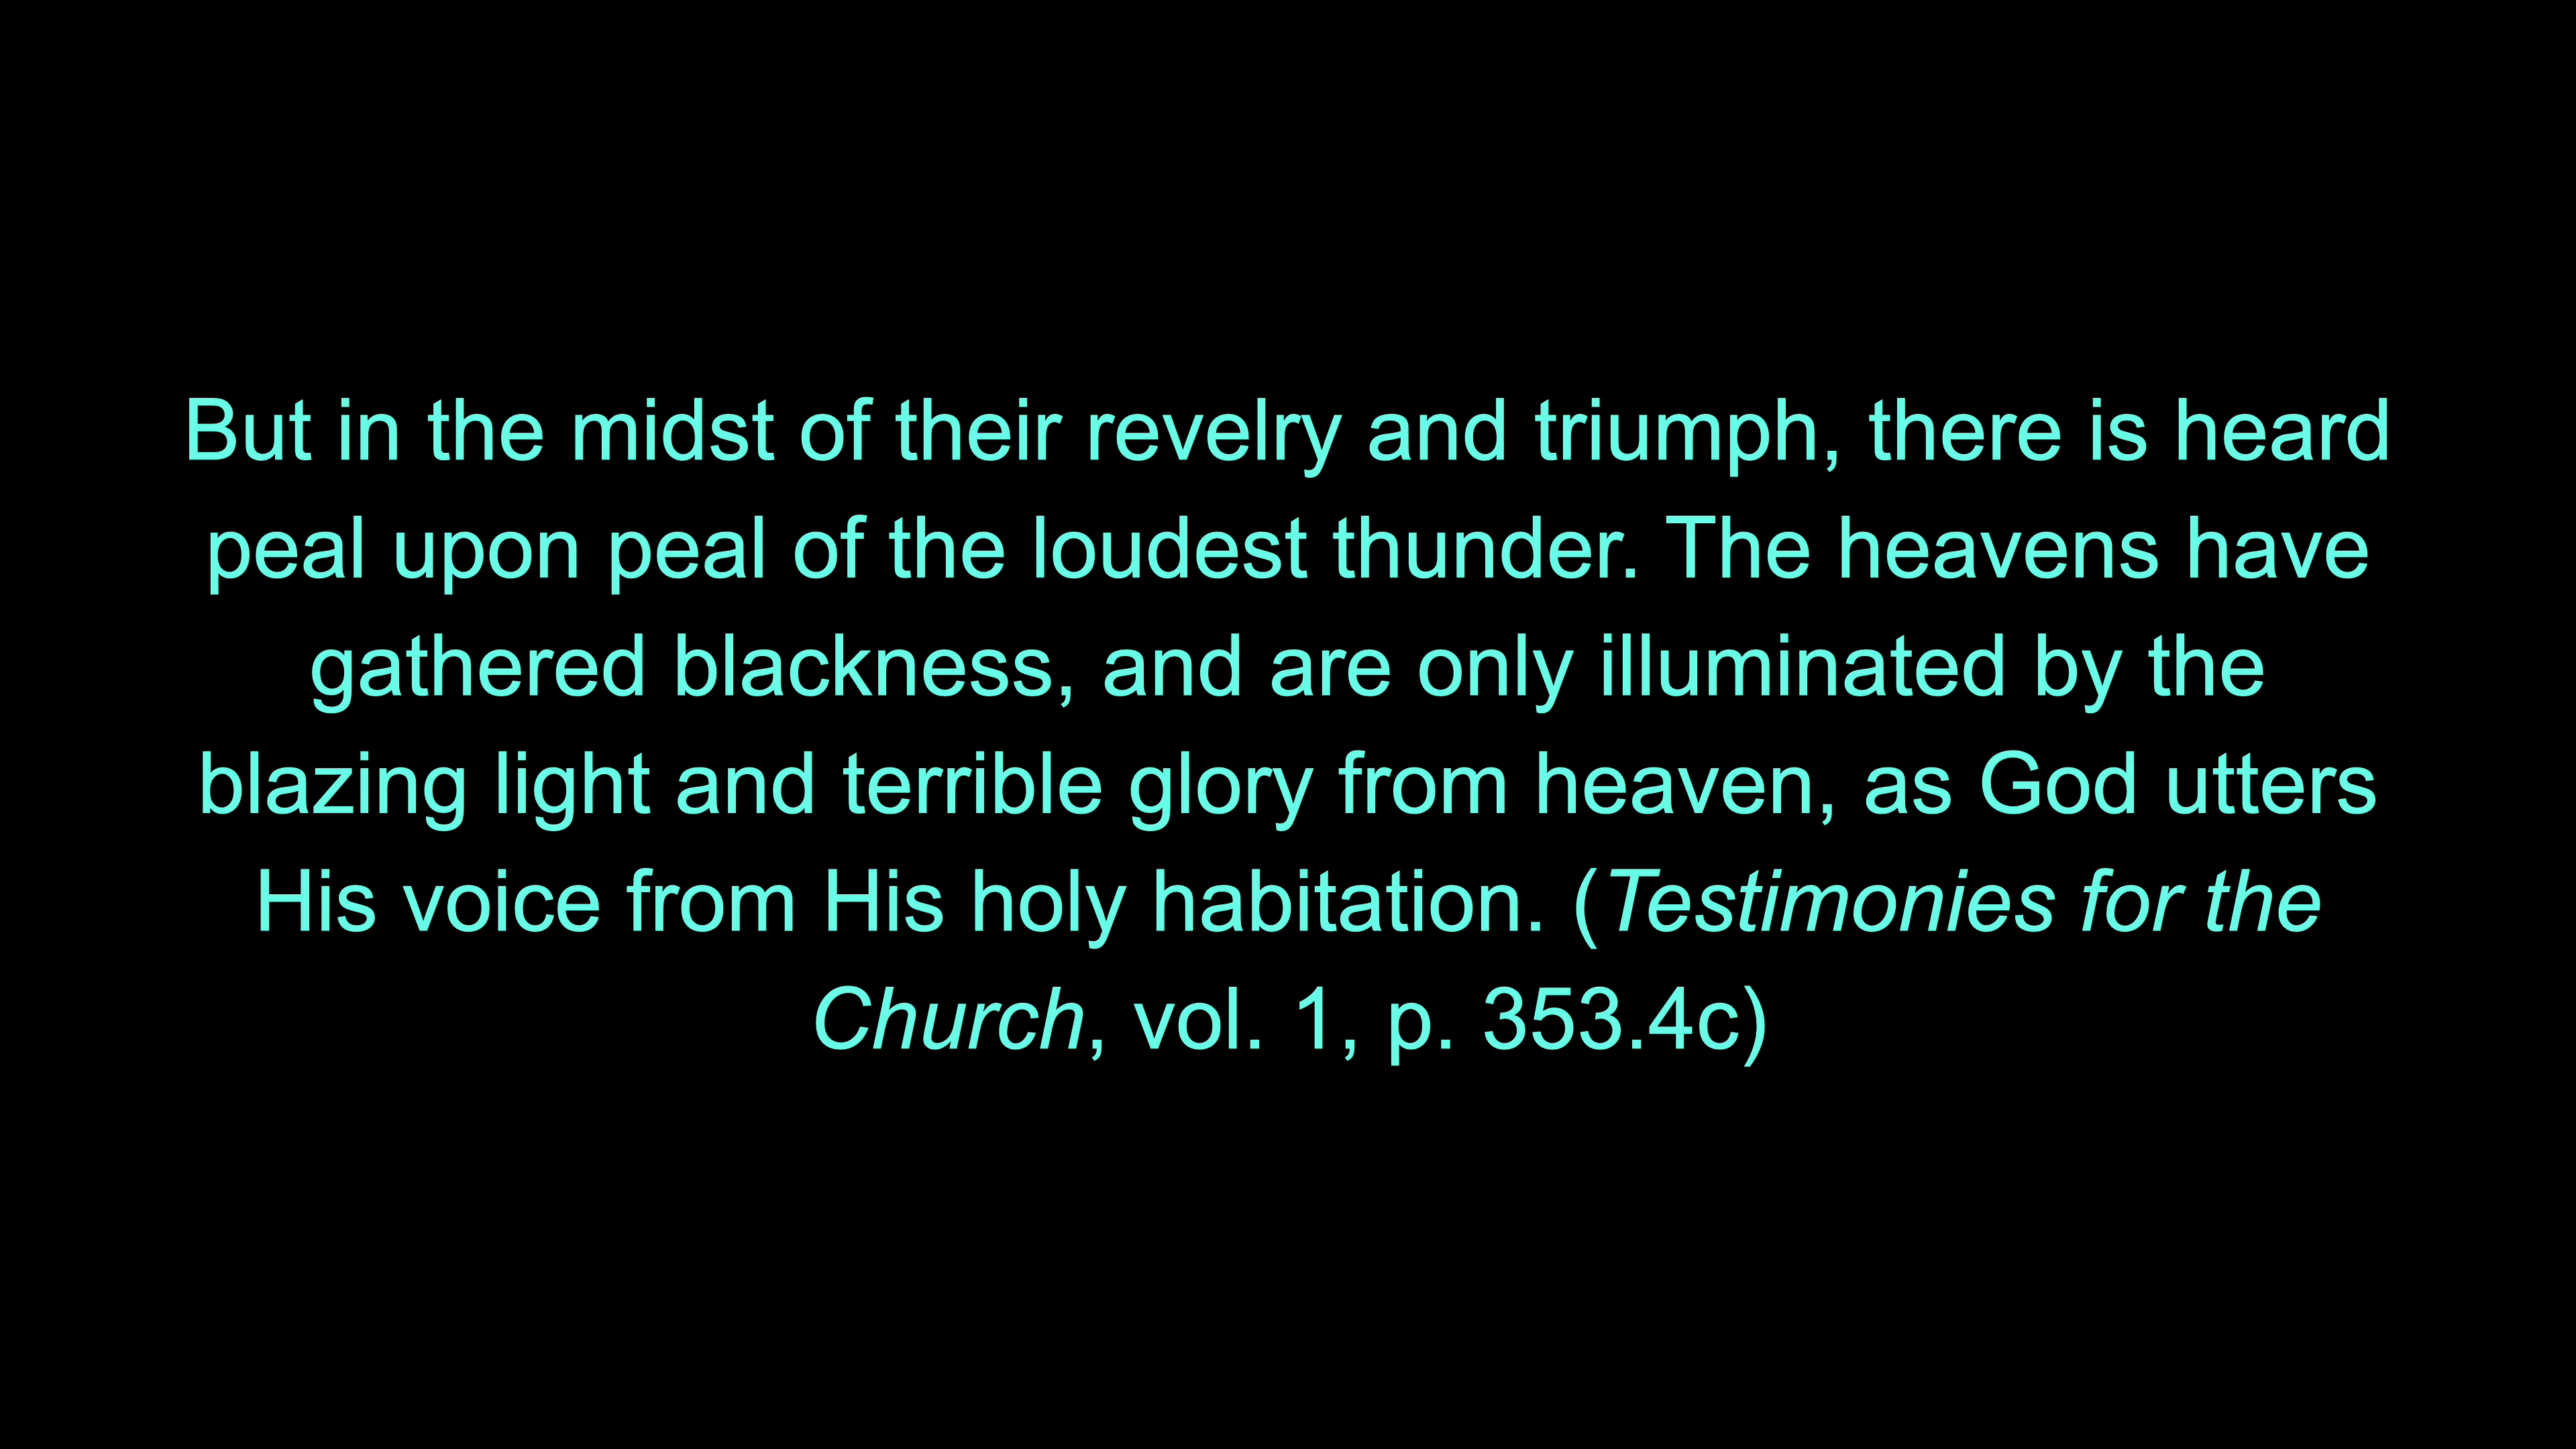 But in the midst of their revelry and triumph, there is heard
peal upon peal of the loudest thunder. The heavens have
gathered blackness, and are only illuminated by the
blazing light and terrible glory from heaven, as God utters
His voice from His holy habitation. (Testimonies for the
Church, vol. 1, p. 353.4c)